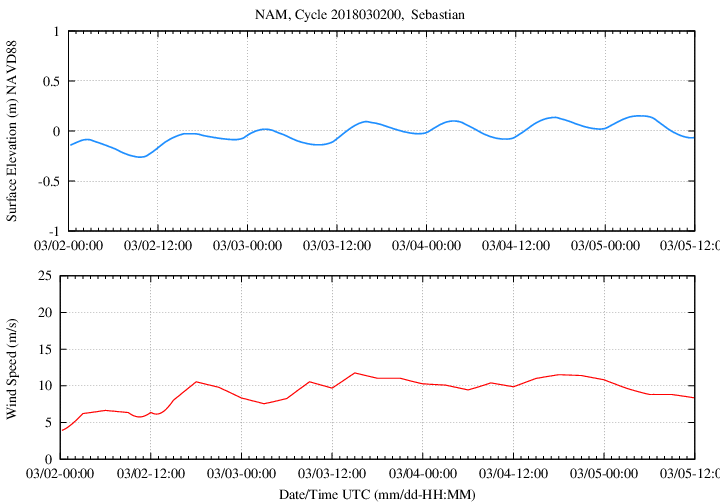 NAM, Cycle 2018030200,  Sebastian
Surface Elevation (m) NAVD88
1
0.5
0
-0.5
-1
03/02-00:00 03/02-12:00 03/03-00:00 03/03-12:00 03/04-00:00 03/04-12:00 03/05-00:00 03/05-12:0
Wind Speed (m/s)
25
20
15
10
5
0
03/02-00:00 03/02-12:00 03/03-00:00 03/03-12:00 03/04-00:00 03/04-12:00 03/05-00:00 03/05-12:0
Date/Time UTC (mm/dd-HH:MM)